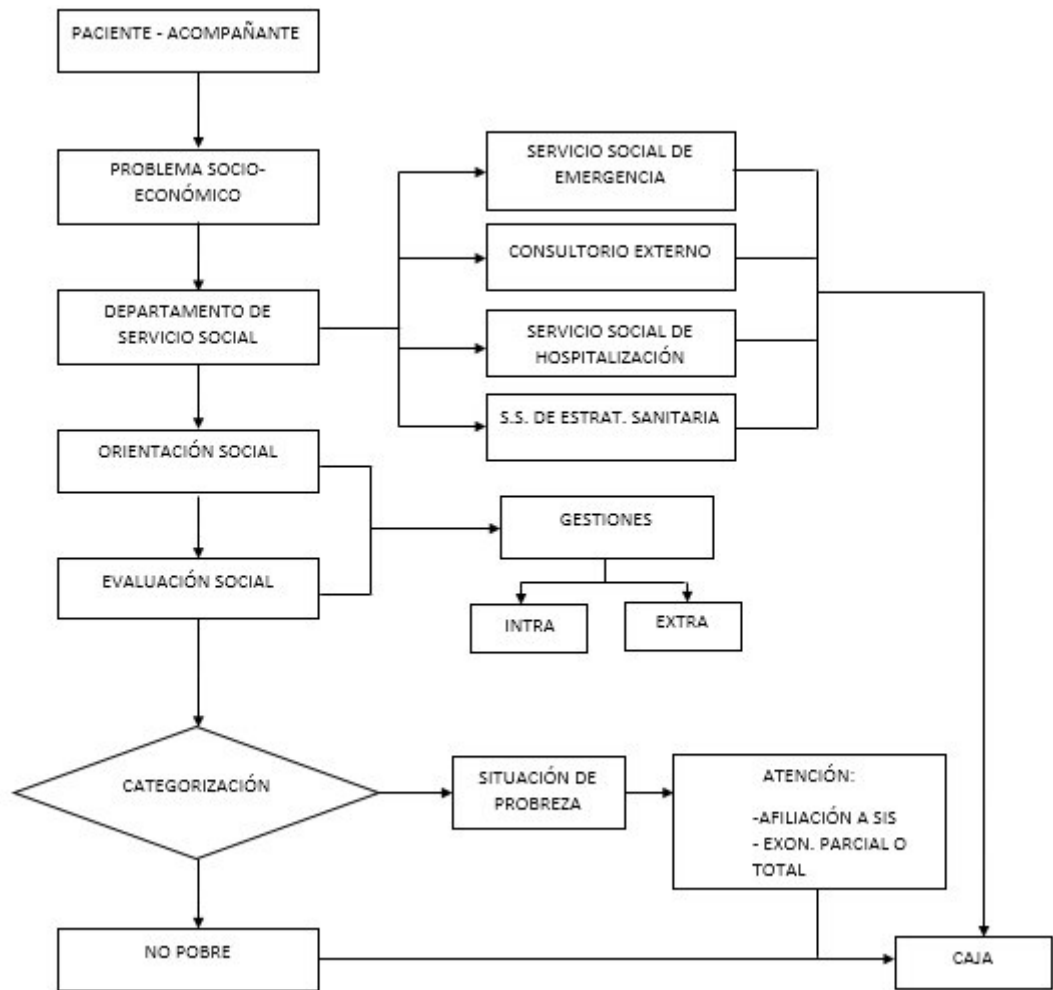 PACIENTE - ACOMPAÑANTE
PROBLEMA SOCIO-
ECONÓMICO
DEPARTAMENTO DE
SERVICIO SOCIAL
SERVICIO SOCIAL DE
EMERGENCIA
CONSULTORIO EXTERNO
SERVICIO SOCIAL DE
HOSPITALIZACIÓN
S.S. DE ESTRAT. SANITARIA
ORIENTACIÓN SOCIAL
EVALUACIÓN SOCIAL
GESTIONES
INTRA
EXTRA
CATEGORIZACIÓN
SITUACIÓN DE
PROBREZA
ATENCIÓN:
-AFILIACIÓN A SIS
- EXON. PARCIAL O
TOTAL
NO POBRE
CAJA